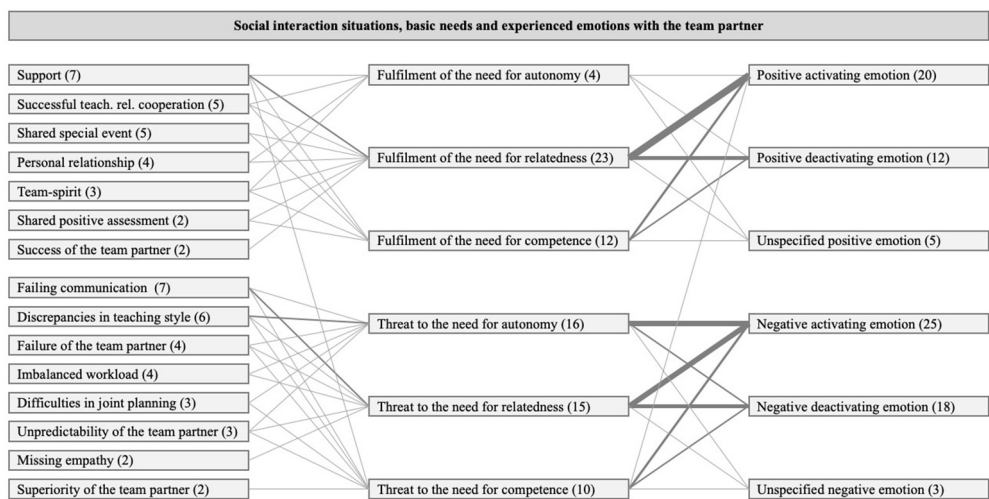 Social interaction situations, basic needs and experienced emotions with the team partner
Support (7)
Successful teach. rel. cooperation (5)
Shared special event (5)
Personal relationship (4)
Team-spirit (3)
Shared positive assessment (2)
Success of the team partner (2)
Failing communication (7)
Discrepancies in teaching style (6)
Failure of the team partner (4)
Imbalanced workload (4)
Difficulties in joint planning (3)
Unpredictability of the team partner (3)
Missing empathy (2)
Superiority of the team partner (2)
Fulfilment of the need for autonomy (4)
Fulfilment of the need for relatedness (23)
Fulfilment of the need for competence (12)
Threat to the need for autonomy (16)
Threat to the need for relatedness (15)
Threat to the need for competence (10)
Positive activating emotion (20)
Positive deactivating emotion (12)
Unspecified positive emotion (5)
Negative activating emotion (25)
Negative deactivating emotion (18)
Unspecified negative emotion (3)